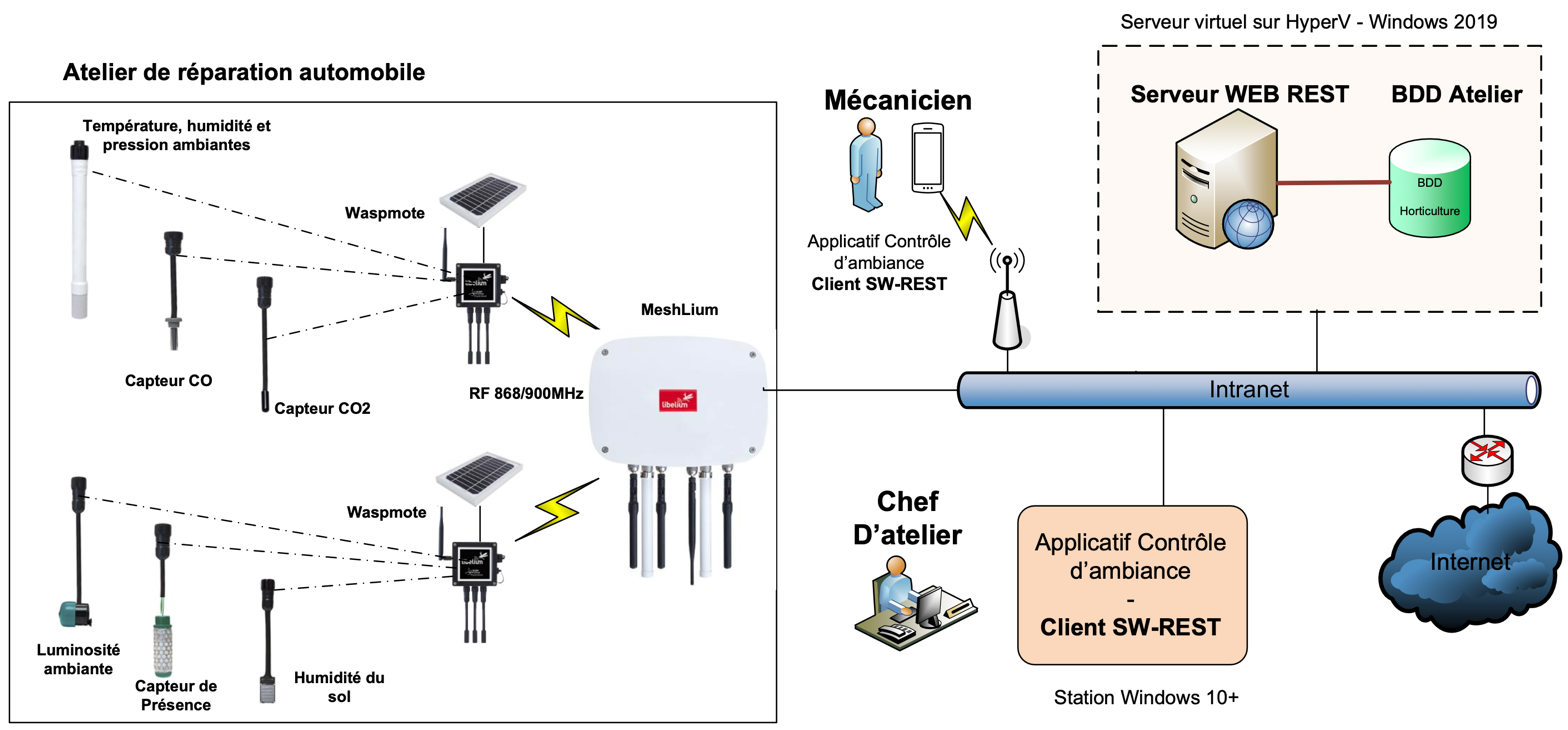 Serveur virtuel sur HyperV - Windows 2019
Atelier de réparation automobile
Serveur WEB REST
BDD Atelier
BDD
Horticulture
Mécanicien
Applicatif Contrôle
d'ambiance
Client SW-REST
Température, humidité et
pression ambiantes
Waspmote
libelium
Capteur CO
Capteur CO2
RF 868/900MHz
MeshLium
libelium
Intranet
Waspmote
libelium
Luminosité
ambiante
Capteur de
Présence
Humidité du
sol
Chef
D'atelier
Applicatif Contrôle
d'ambiance
-
Client SW-REST
Station Windows 10+
Internet